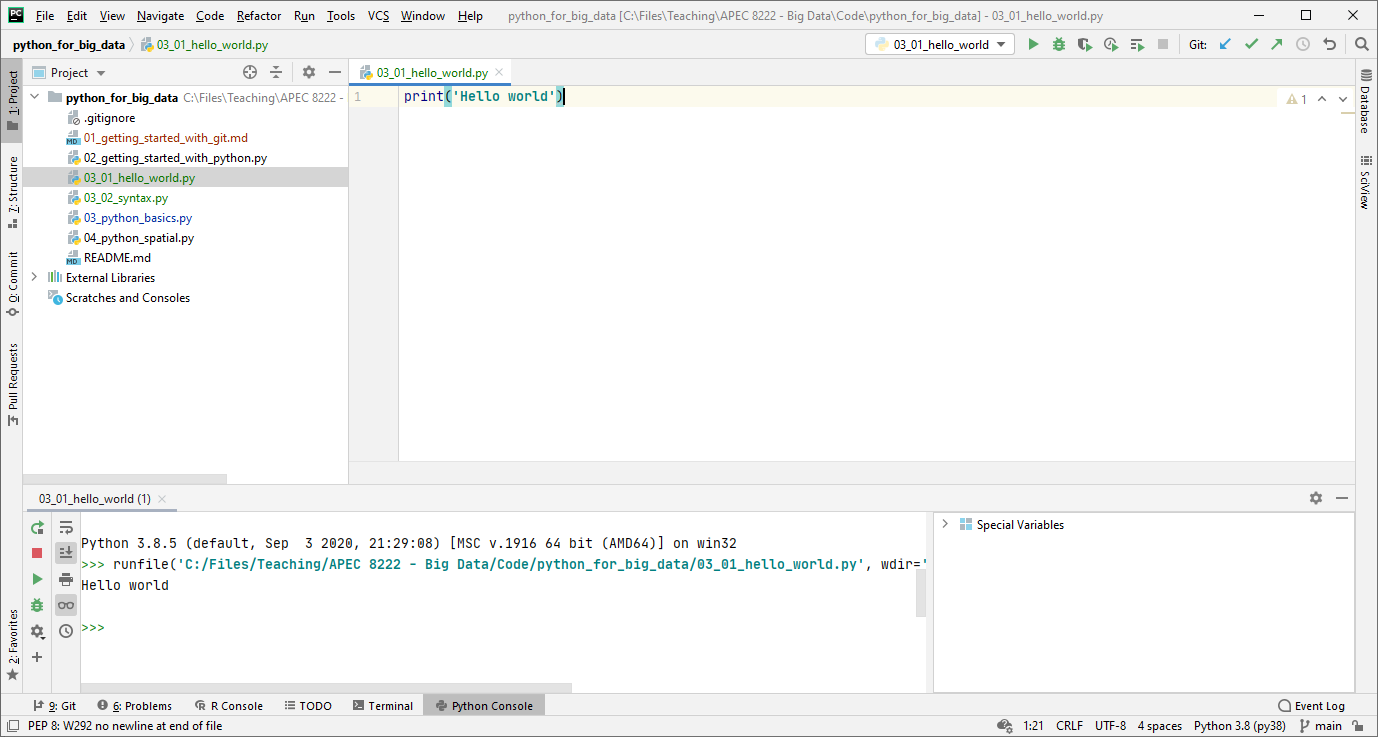 PC File Edit View Navigate Code Refactor Run Tools VCS Window Help python_for_big_data [C:\Files\Teaching\APEC 8222 - Big Data\Code\python_for_big_data] - 03_01_hello_world.py
python_for_big_data 03_01_hello_world.py 03_01_hello_world Git:
1: Project
Project
03_01_hello_world.py
python_for_big_data C:\Files\Teaching\APEC 8222 -
.gitignore
MD 01_getting_started_with_git.md
02_getting_started_with_python.py
03_01_hello_world.py
03_02_syntax.py
03_python_basics.py
04_python_spatial.py
MD README.md
External Libraries
Scratches and Consoles
1 print('Hello world')
1
7: Structure
0: Commit
Pull Requests
2: Favorites
Database
SciView
03_01_hello_world (1)
Python 3.8.5 (default, Sep  3 2020, 21:29:08) [MSC v.1916 64 bit (AMD64)] on win32
>>> runfile('C:/Files/Teaching/APEC 8222 - Big Data/Code/python_for_big_data/03_01_hello_world.py', wdir='
Hello world
>>>
Special Variables
9: Git 6: Problems R Console TODO Terminal Python Console Event Log
PEP 8: W292 no newline at end of file 1:21 CRLF UTF-8 4 spaces Python 3.8 (py38) main